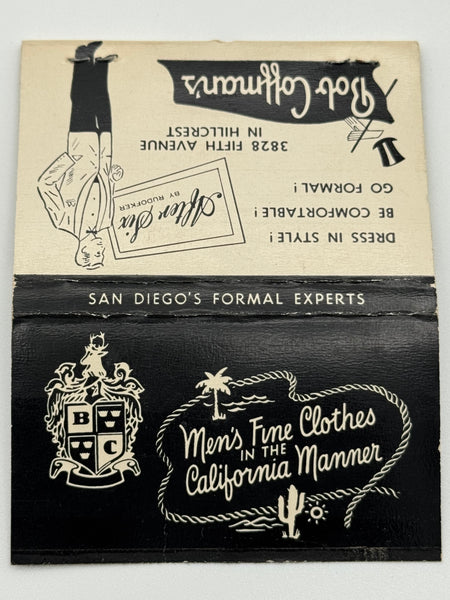 DRESS IN STYLE!
BE COMFORTABLE!
GO FORMAL!
After Six
BY RUDOFKER
3828 FIFTH AVENUE
IN HILLCREST
Bob Coffman's
SAN DIEGO'S FORMAL EXPERTS
B
C
Men's Fine Clothes
IN THE
California Manner